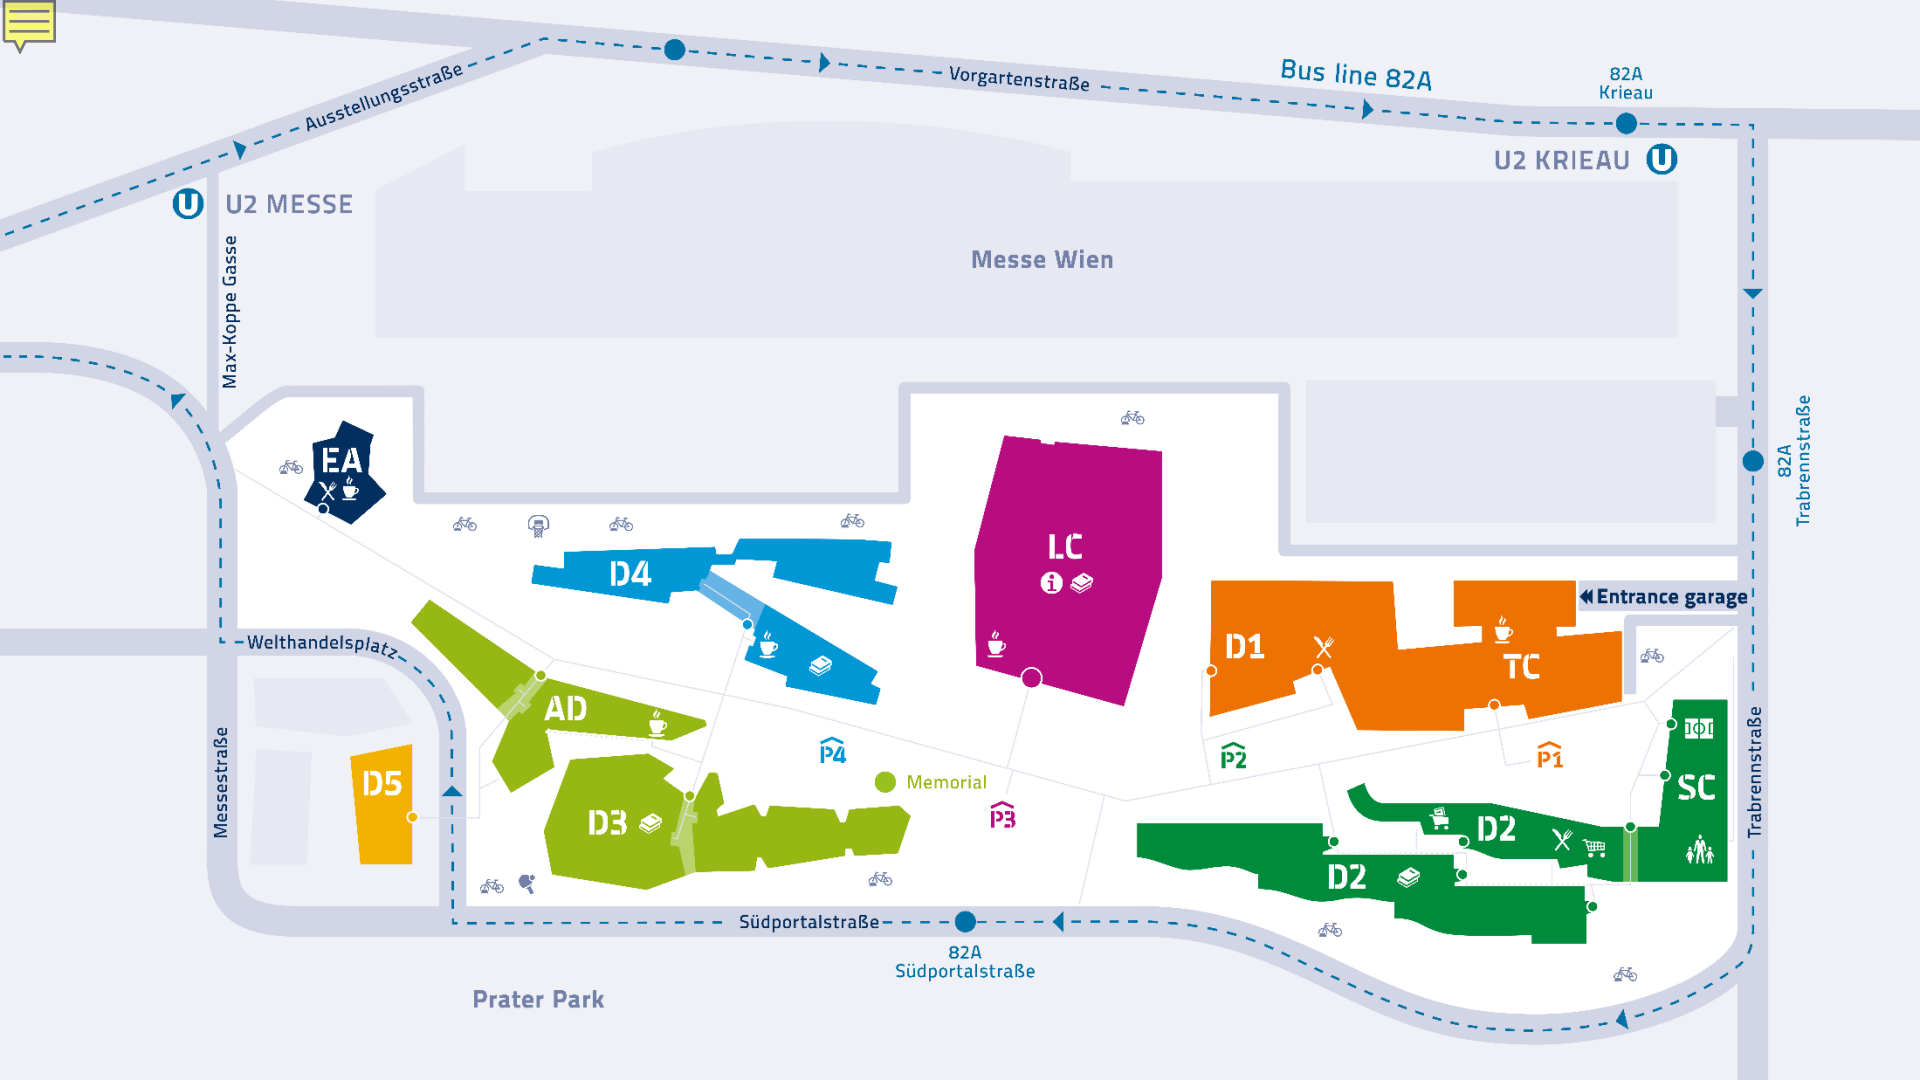 Ausstellungsstraße
Vorgartenstraße
Bus line 82A
82A
Krieau
U2 KRIEAU
U
U
U2 MESSE
Max-Koppe Gasse
Messe Wien
82A
Trabrennstraße
EA
D4
LC
i
Entrance garage
D1
TC
Welthandelsplatz
AD
P4
P2
P1
Memorial
P3
D5
D3
D2
D2
SC
Messestraße
Trabrennstraße
Südportalstraße
82A
Südportalstraße
Prater Park